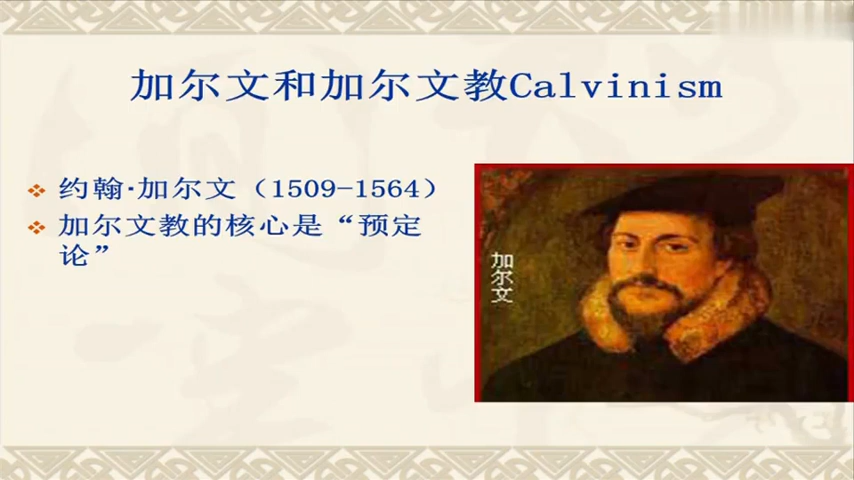 加尔文和加尔文教Calvinism
约翰·加尔文（1509-1564）
加尔文教的核心是“预定
论”
加尔文